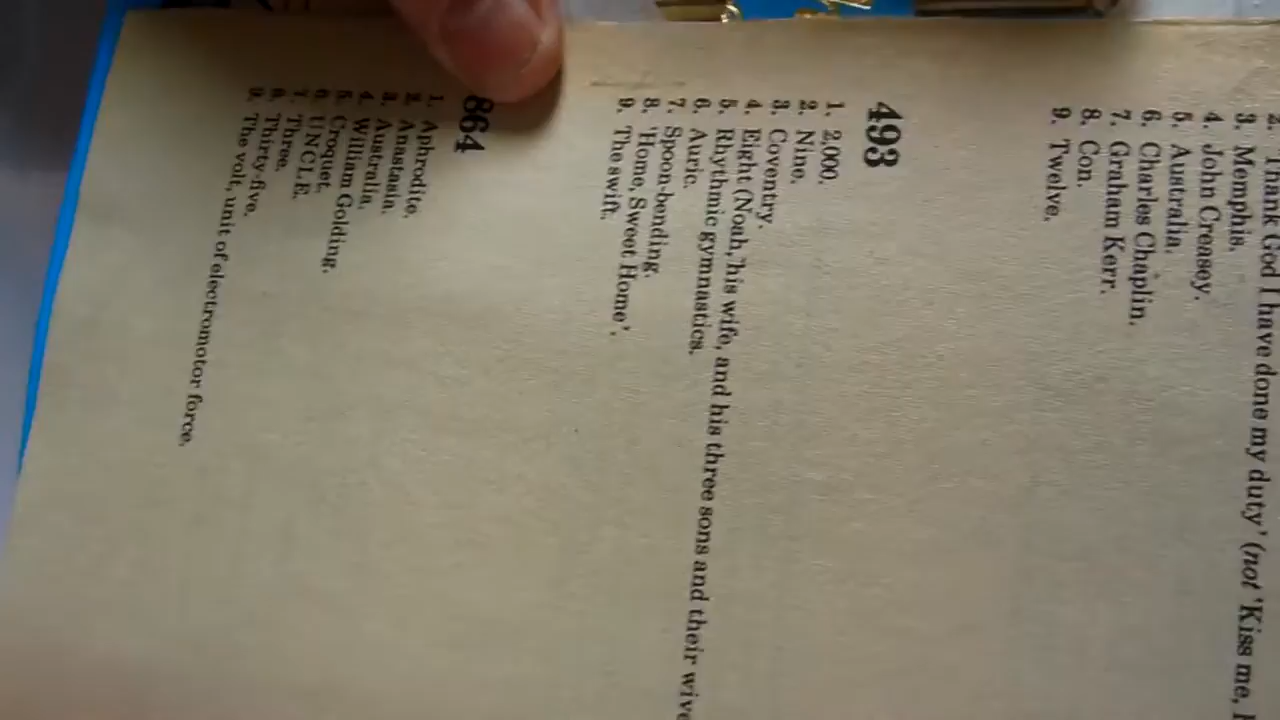 2. Thank God I have done my duty' (not 'Kiss me,
3. Memphis.
4. John Creasey.
5. Australia.
6. Charles Chaplin.
7. Graham Kerr.
8. Con.
9. Twelve.
493
1. 2,000.
2. Nine.
3. Coventry.
4. Eight (Noah, his wife, and his three sons and their wive
5. Rhythmic gymnastics.
6. Auric.
7. Spoon-bending.
8. 'Home, Sweet Home'.
9. The swift.
864
1. Aphrodite.
2. Anastasia.
3. Australia.
4. William Golding.
5. Croquet.
6. U.N.C.L.E.
7. Three.
8. Thirty-five.
9. The volt, unit of electromotor force.